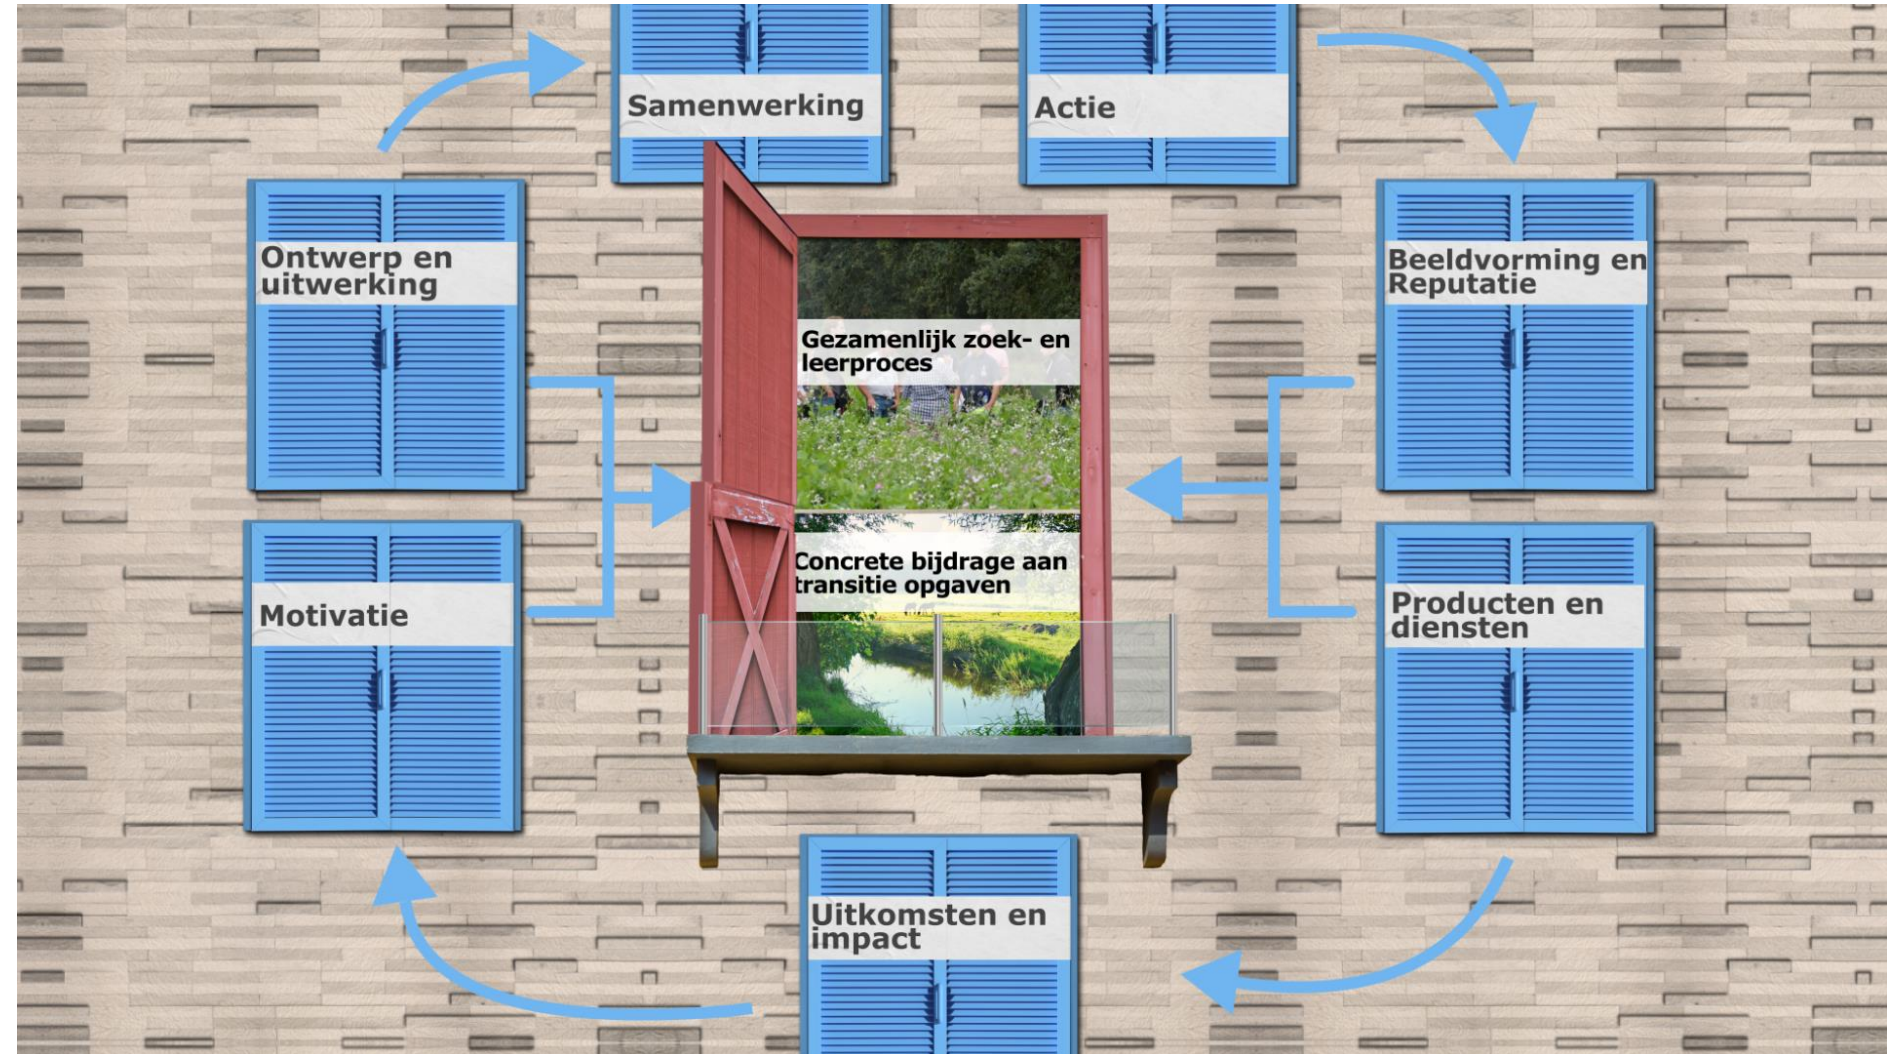 Samenwerking
Actie
Ontwerp en
uitwerking
Beeldvorming en
Reputatie
Gezamenlijk zoek- en
leerproces
Concrete bijdrage aan
transitie opgaven
Motivatie
Producten en
diensten
Uitkomsten en
impact